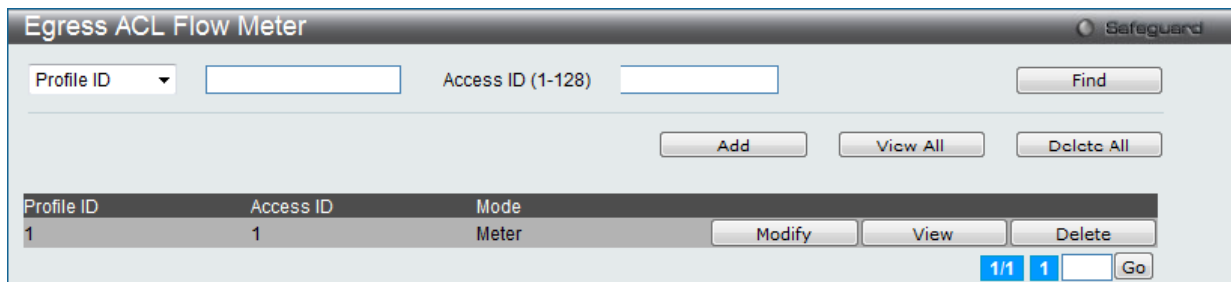 Egress ACL Flow Meter
Safeguard
Profile ID Access ID (1-128) Find
Add View All Delete All
Profile ID Access ID Mode
1 1 Meter Modify View Delete
1/1 1 Go